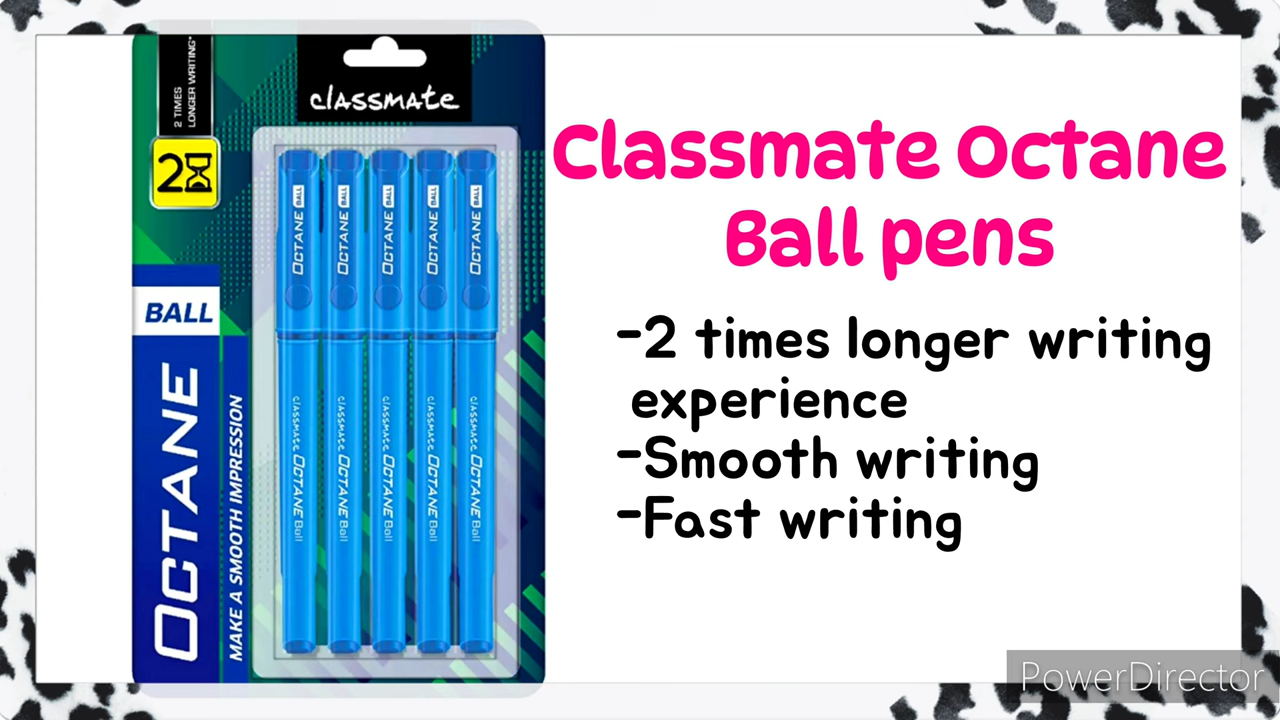 2 TIMES
LONGER WRITING*
classmate
2
BALL
OCTANE
MAKE A SMOOTH IMPRESSION
OCTANE BALL
OCTANE BALL
OCTANE BALL
OCTANE BALL
OCTANE BALL
classmate OCTANE Ball
classmate OCTANE Ball
classmate OCTANE Ball
classmate OCTANE Ball
classmate OCTANE Ball
Classmate Octane
Ball pens
-2 times longer writing
experience
-Smooth writing
-Fast writing
PowerDirector